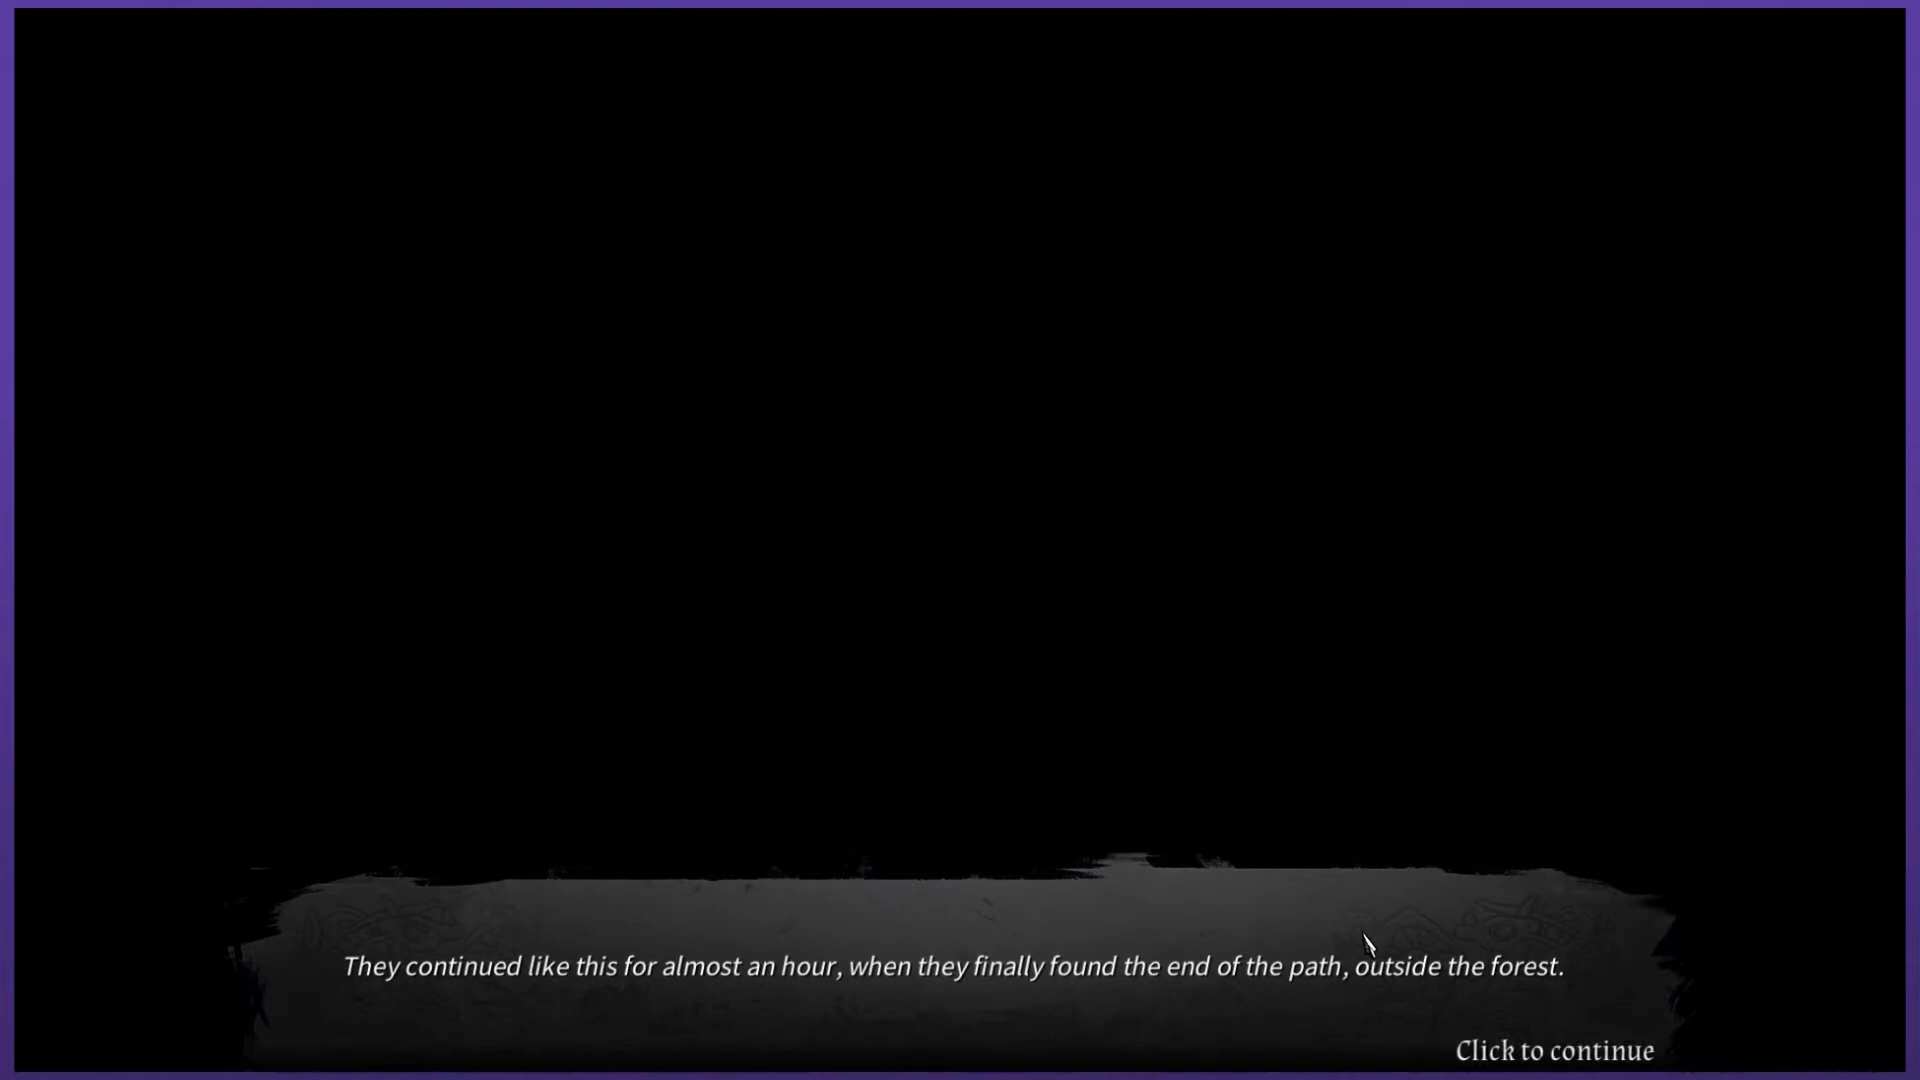 They continued like this for almost an hour, when they finally found the end of the path, outside the forest.
Click to continue